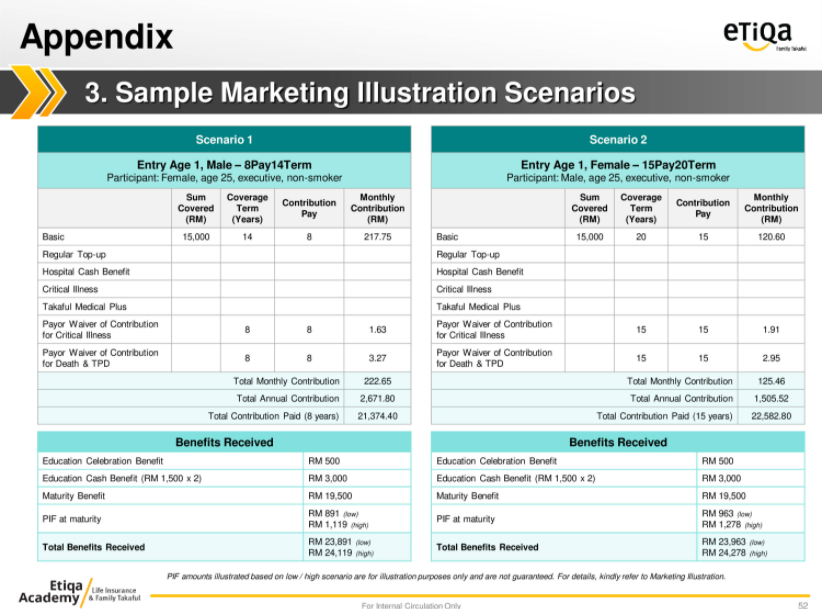 Appendix
eTiQa
Family Takaful
3. Sample Marketing Illustration Scenarios
Scenario 1
Entry Age 1, Male – 8Pay14Term
Participant: Female, age 25, executive, non-smoker
Sum Covered (RM) Coverage Term (Years) Contribution Pay Monthly Contribution (RM)
Basic 15,000 14 8 217.75
Regular Top-up
Hospital Cash Benefit
Critical Illness
Takaful Medical Plus
Payor Waiver of Contribution for Critical Illness 8 8 1.63
Payor Waiver of Contribution for Death & TPD 8 8 3.27
Total Monthly Contribution 222.65
Total Annual Contribution 2,671.80
Total Contribution Paid (8 years) 21,374.40
Benefits Received
Education Celebration Benefit RM 500
Education Cash Benefit (RM 1,500 x 2) RM 3,000
Maturity Benefit RM 19,500
PIF at maturity RM 891 (low)
RM 1,119 (high)
Total Benefits Received RM 23,891 (low)
RM 24,119 (high)
Scenario 2
Entry Age 1, Female – 15Pay20Term
Participant: Male, age 25, executive, non-smoker
Sum Covered (RM) Coverage Term (Years) Contribution Pay Monthly Contribution (RM)
Basic 15,000 20 15 120.60
Regular Top-up
Hospital Cash Benefit
Critical Illness
Takaful Medical Plus
Payor Waiver of Contribution for Critical Illness 15 15 1.91
Payor Waiver of Contribution for Death & TPD 15 15 2.95
Total Monthly Contribution 125.46
Total Annual Contribution 1,505.52
Total Contribution Paid (15 years) 22,582.80
Benefits Received
Education Celebration Benefit RM 500
Education Cash Benefit (RM 1,500 x 2) RM 3,000
Maturity Benefit RM 19,500
PIF at maturity RM 963 (low)
RM 1,278 (high)
Total Benefits Received RM 23,963 (low)
RM 24,278 (high)
PIF amounts illustrated based on low / high scenario are for illustration purposes only and are not guaranteed. For details, kindly refer to Marketing Illustration.
Etiqa Academy
Life Insurance & Family Takaful
For Internal Circulation Only
52